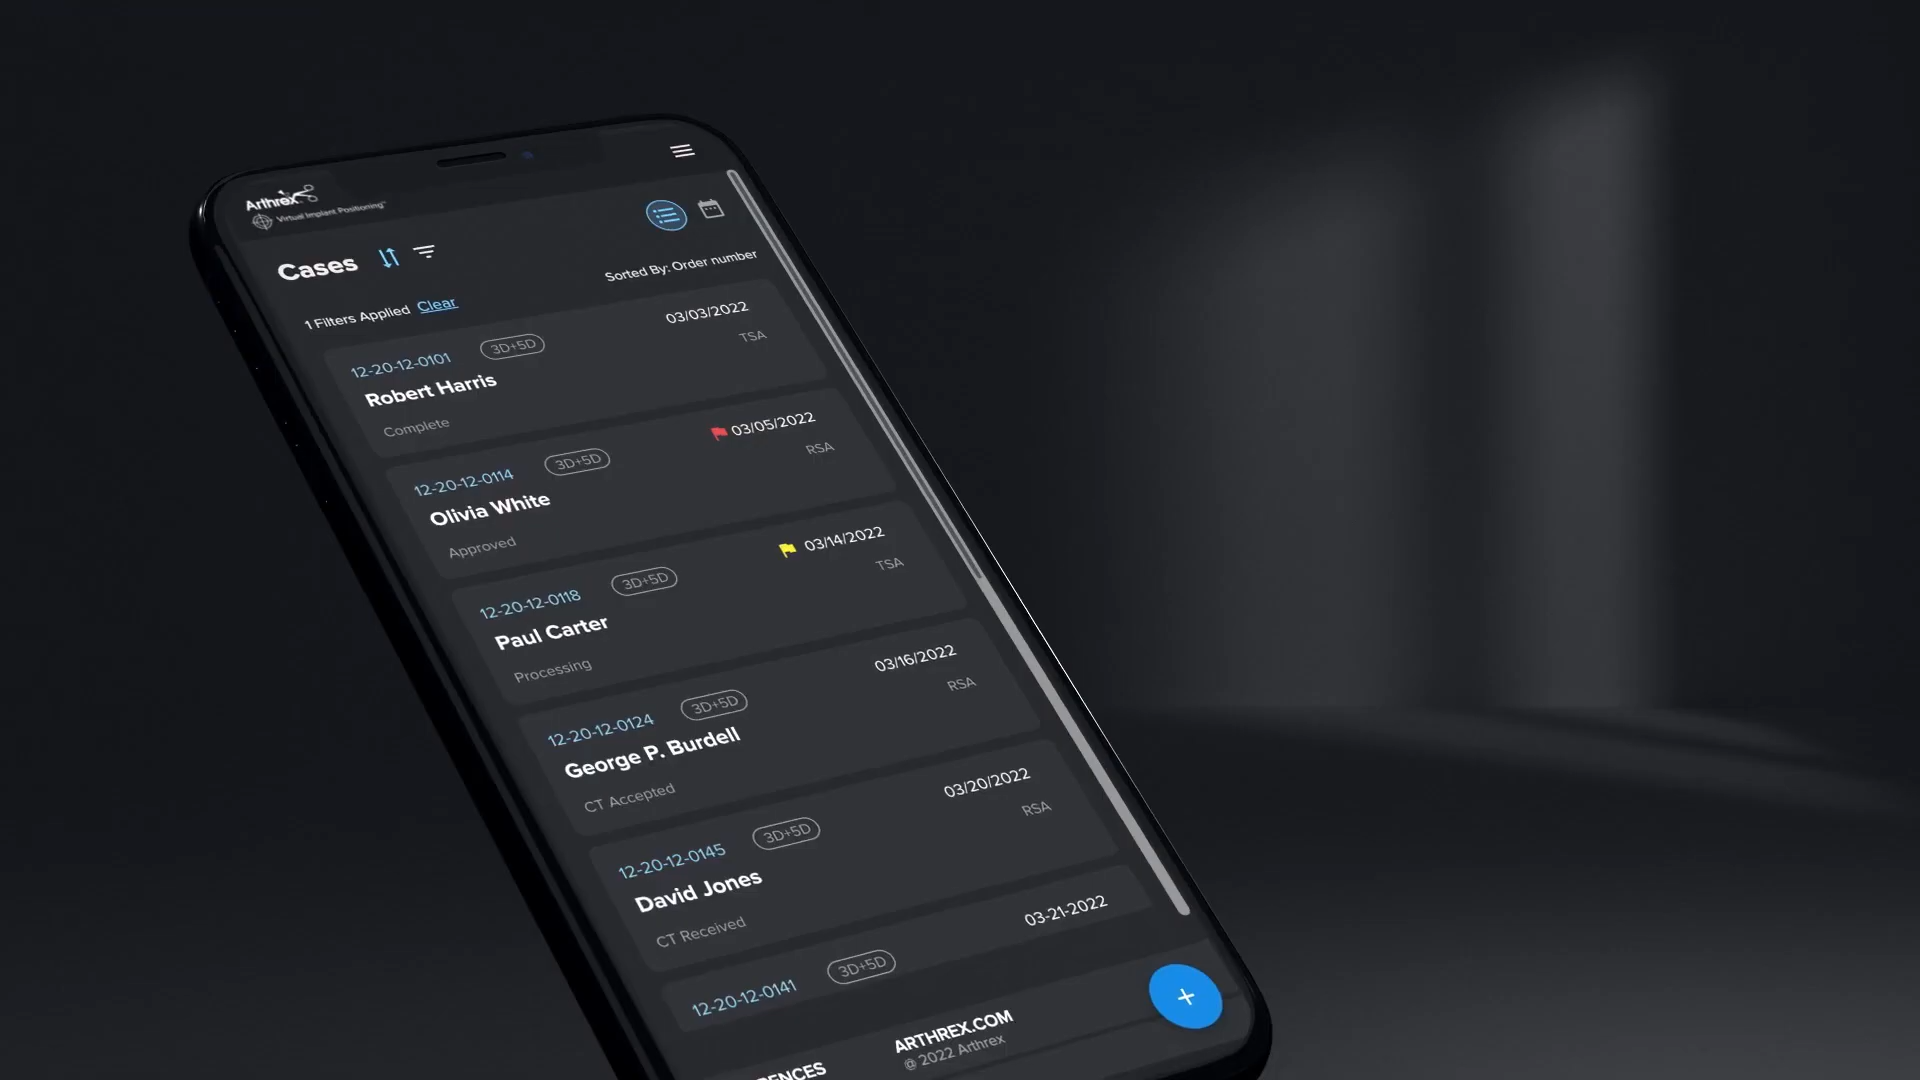 Arthrex
Virtual Implant Positioning™
Cases
Sorted By: Order number
1 Filters Applied Clear
12-20-12-0101 3D+5D 03/03/2022
Robert Harris TSA
Complete
12-20-12-0114 3D+5D 03/05/2022
Olivia White RSA
Approved
12-20-12-0118 3D+5D 03/14/2022
Paul Carter TSA
Processing
12-20-12-0124 3D+5D 03/16/2022
George P. Burdell RSA
CT Accepted
12-20-12-0145 3D+5D 03/20/2022
David Jones RSA
CT Received
12-20-12-0141 3D+5D 03-21-2022
ARTHREX.COM
@ 2022 Arthrex
+